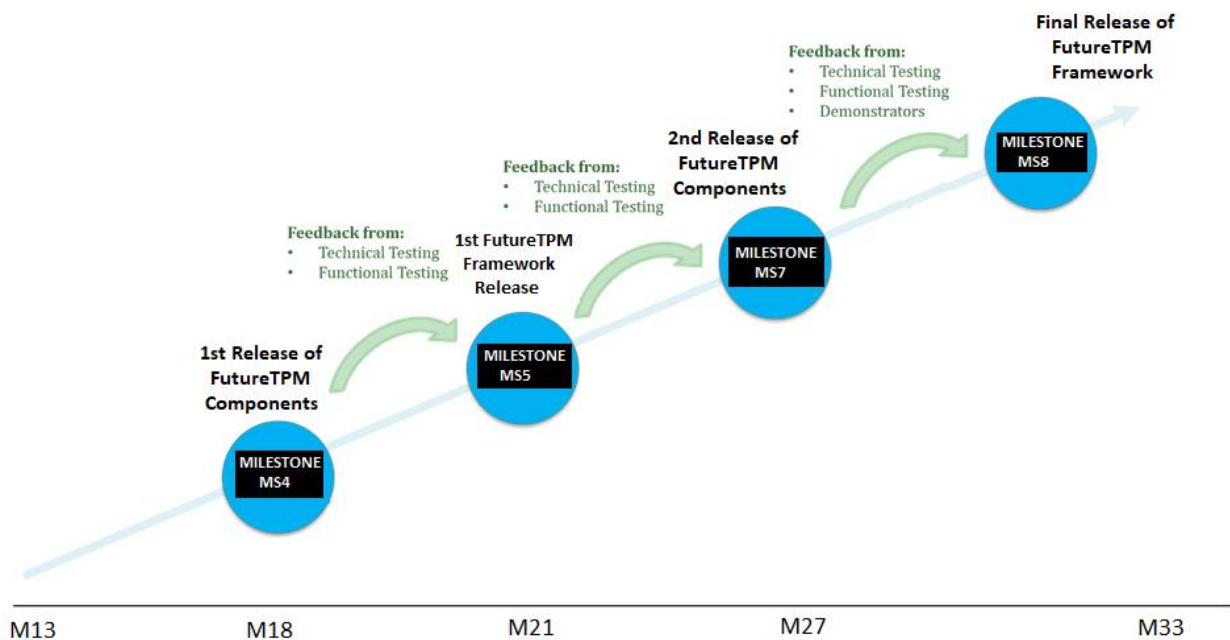 Final Release of
FutureTPM
Framework
Feedback from:
• Technical Testing
• Functional Testing
• Demonstrators
MILESTONE
MS8
2nd Release of
FutureTPM
Components
Feedback from:
• Technical Testing
• Functional Testing
MILESTONE
MS7
1st FutureTPM
Framework
Release
Feedback from:
• Technical Testing
• Functional Testing
MILESTONE
MS5
1st Release of
FutureTPM
Components
MILESTONE
MS4
M13
M18
M21
M27
M33